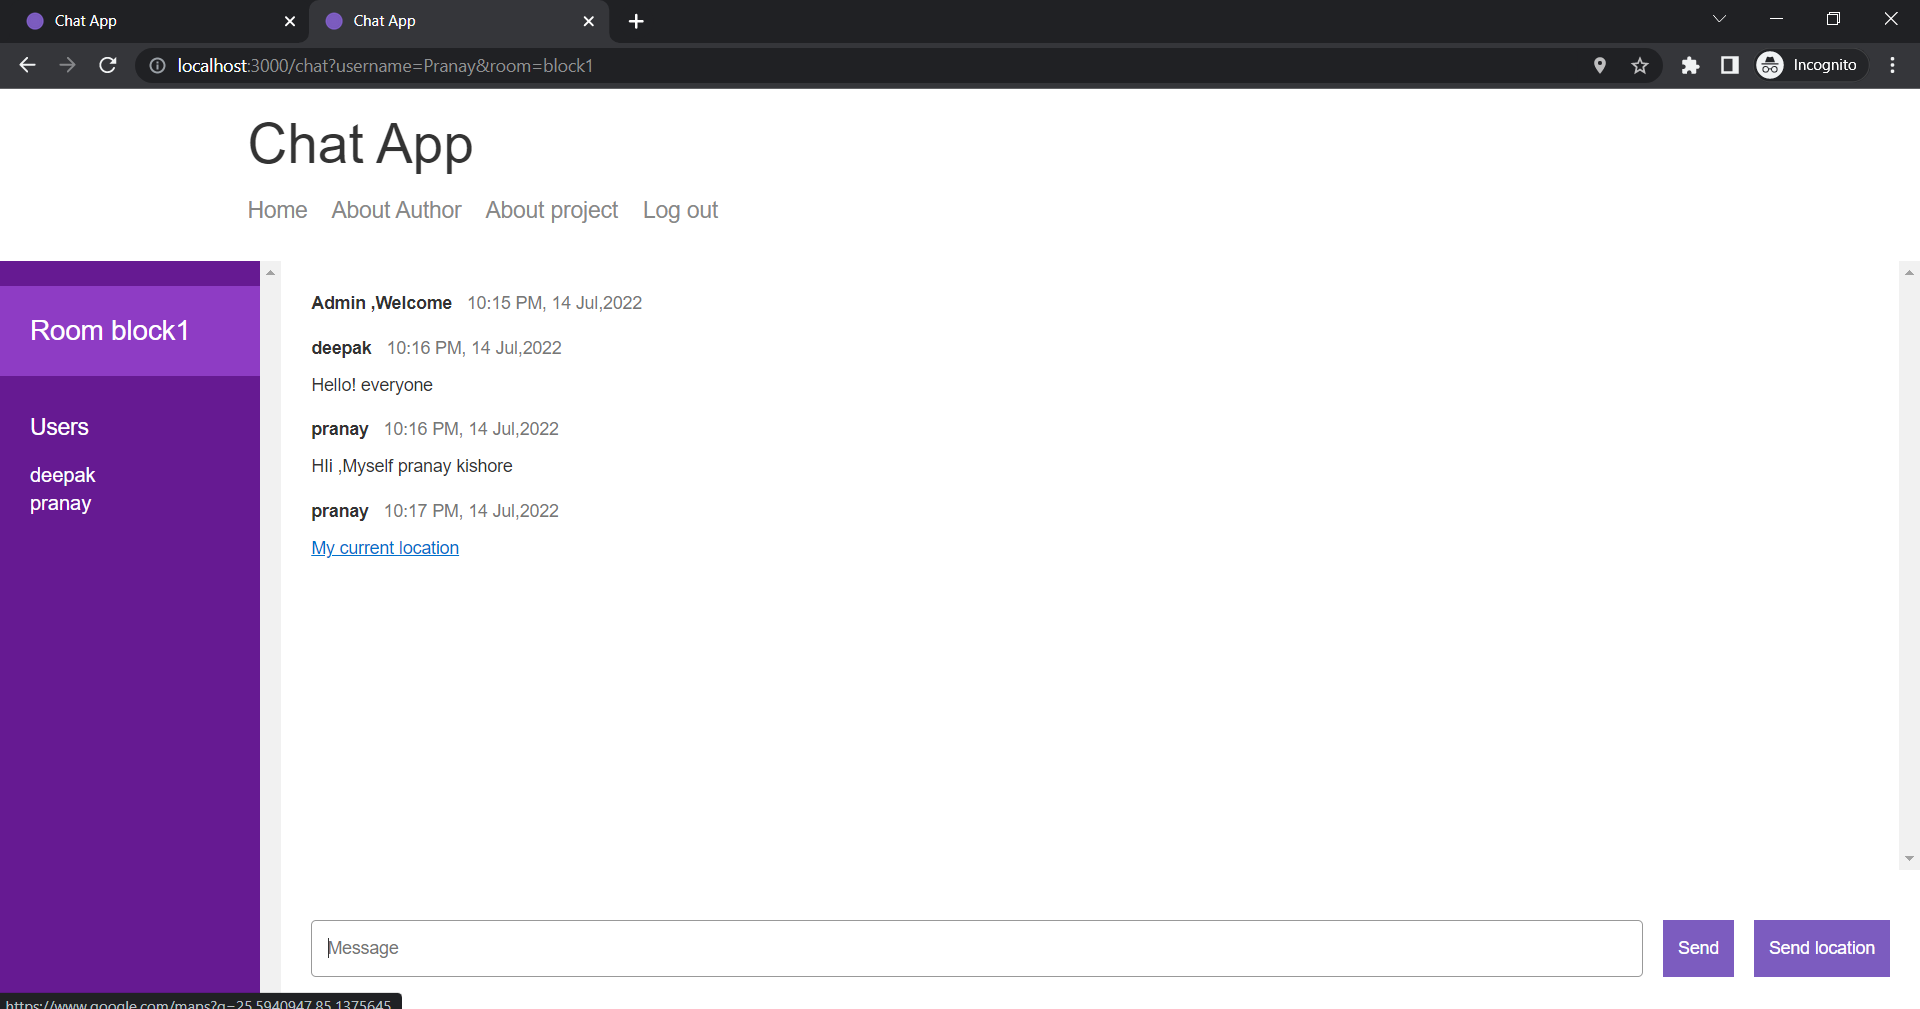 Chat App
Chat App
localhost:3000/chat?username=Pranay&room=block1
Incognito
Chat App
Home About Author About project Log out
Room block1
Users
deepak
pranay
Admin ,Welcome 10:15 PM, 14 Jul,2022
deepak 10:16 PM, 14 Jul,2022
Hello! everyone
pranay 10:16 PM, 14 Jul,2022
HIi ,Myself pranay kishore
pranay 10:17 PM, 14 Jul,2022
My current location
Message
Send
Send location
https://www.google.com/maps?q=25.5940947,85.1375645